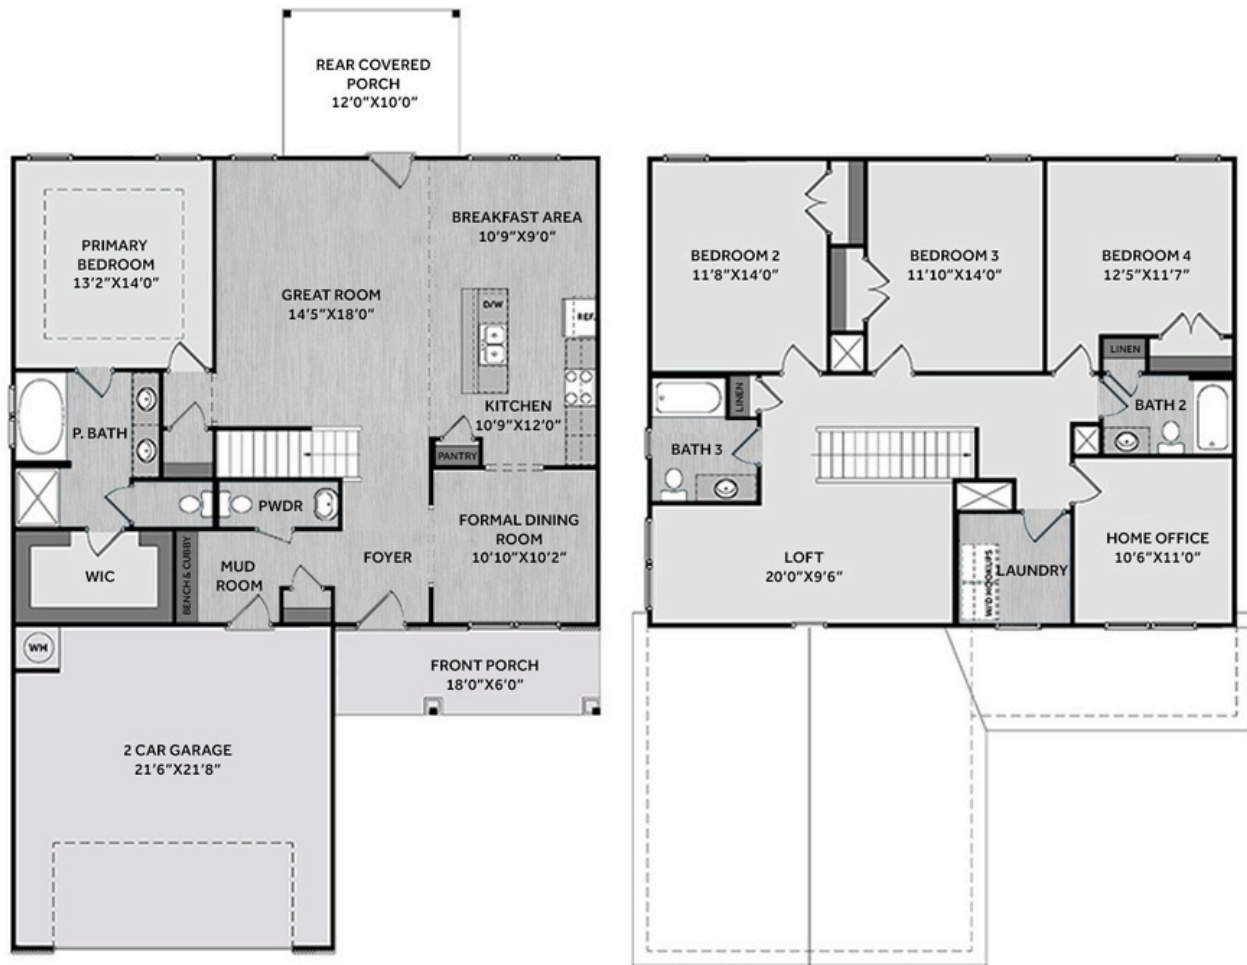 REAR COVERED
PORCH
12'0"X10'0"
PRIMARY
BEDROOM
13'2"X14'0"
GREAT ROOM
14'5"X18'0"
BREAKFAST AREA
10'9"X9'0"
D/W
REF.
KITCHEN
10'9"X12'0"
PANTRY
P. BATH
PWDR
FORMAL DINING
ROOM
10'10"X10'2"
WIC
BENCH & CUBBY
MUD
ROOM
FOYER
WH
FRONT PORCH
18'0"X6'0"
2 CAR GARAGE
21'6"X21'8"
BEDROOM 2
11'8"X14'0"
BEDROOM 3
11'10"X14'0"
BEDROOM 4
12'5"X11'7"
LINEN
LINEN
BATH 2
BATH 3
LOFT
20'0"X9'6"
W/D HOOKUPS
LAUNDRY
HOME OFFICE
10'6"X11'0"